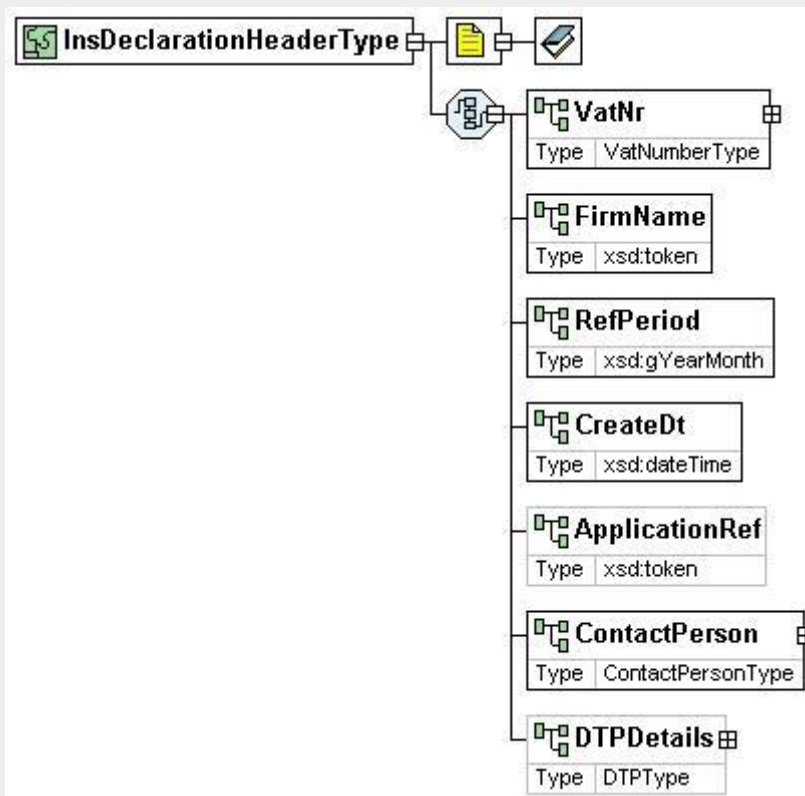 InsDeclarationHeaderType
VatNr
Type VatNumberType
FirmName
Type xsd:token
RefPeriod
Type xsd:gYearMonth
CreateDt
Type xsd:dateTime
ApplicationRef
Type xsd:token
ContactPerson
Type ContactPersonType
DTPDetails
Type DTPType